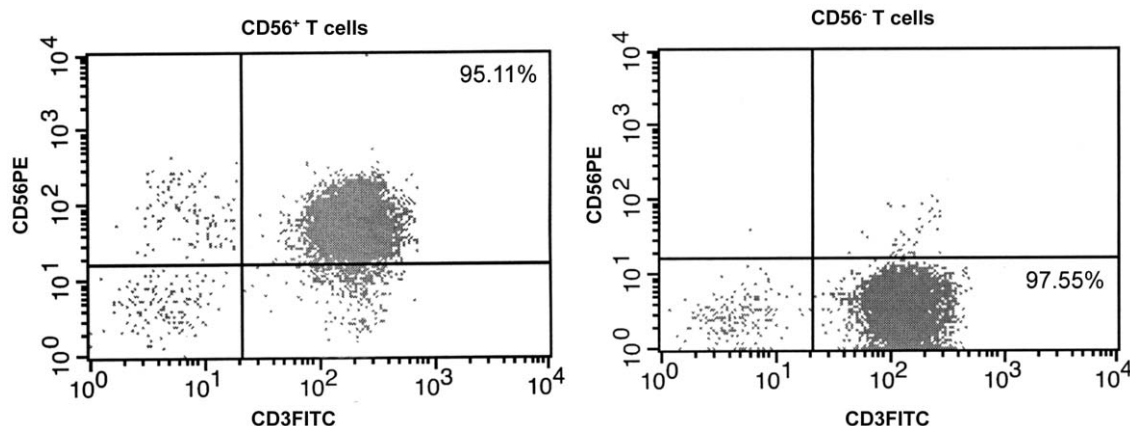 CD56⁺ T cells
10⁴
10³
10²
10¹
10⁰
CD56PE
95.11%
10⁰ 10¹ 10² 10³ 10⁴
CD3FITC
CD56⁻ T cells
10⁴
10³
10²
10¹
10⁰
CD56PE
97.55%
10⁰ 10¹ 10² 10³ 10⁴
CD3FITC